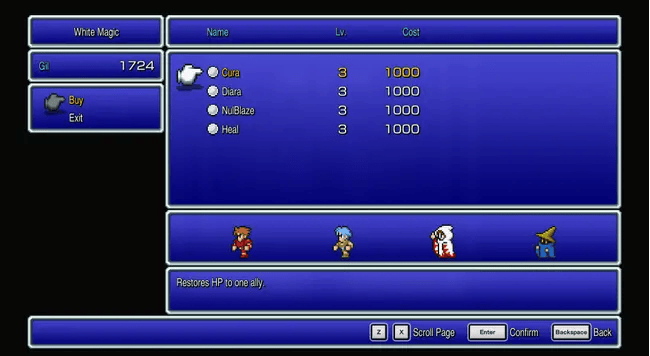 White Magic
Name Lv. Cost
Gil 1724
Buy
Exit
Cura 3 1000
Diara 3 1000
NulBlaze 3 1000
Heal 3 1000
Restores HP to one ally.
Z X Scroll Page Enter Confirm Backspace Back